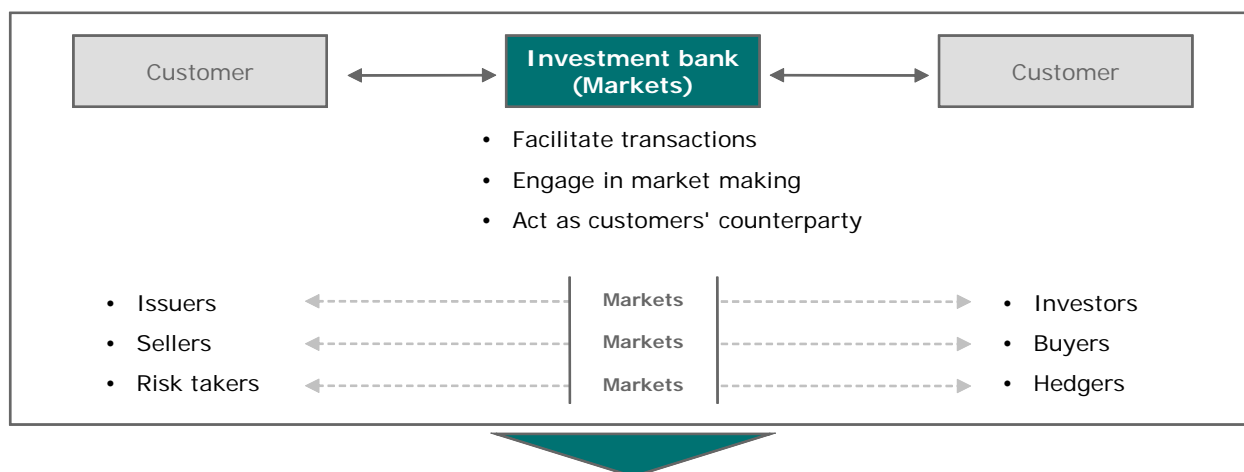 Customer
Investment bank
(Markets)
Customer
• Facilitate transactions
• Engage in market making
• Act as customers' counterparty
• Issuers
Markets
• Investors
• Sellers
Markets
• Buyers
• Risk takers
Markets
• Hedgers